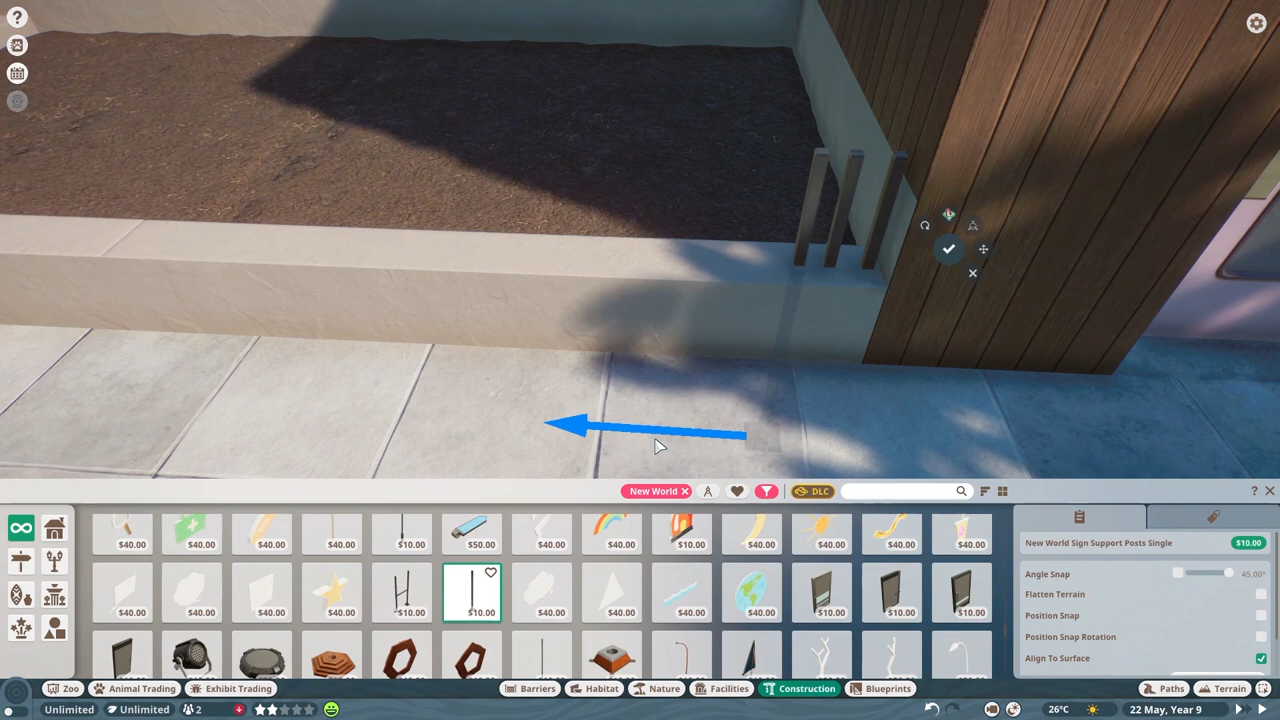 New World ×
DLC
?
$40.00 $40.00 $40.00 $40.00 $10.00 $50.00 $40.00 $40.00 $10.00 $40.00 $40.00 $40.00 $40.00
$40.00 $40.00 $40.00 $40.00 $10.00 $10.00 $40.00 $40.00 $40.00 $40.00 $10.00 $10.00 $10.00
New World Sign Support Posts Single $10.00
Angle Snap 45.00°
Flatten Terrain
Position Snap
Position Snap Rotation
Align To Surface
Zoo Animal Trading Exhibit Trading Barriers Habitat Nature Facilities Construction Blueprints Paths Terrain
Unlimited Unlimited 2 26°C 22 May, Year 9